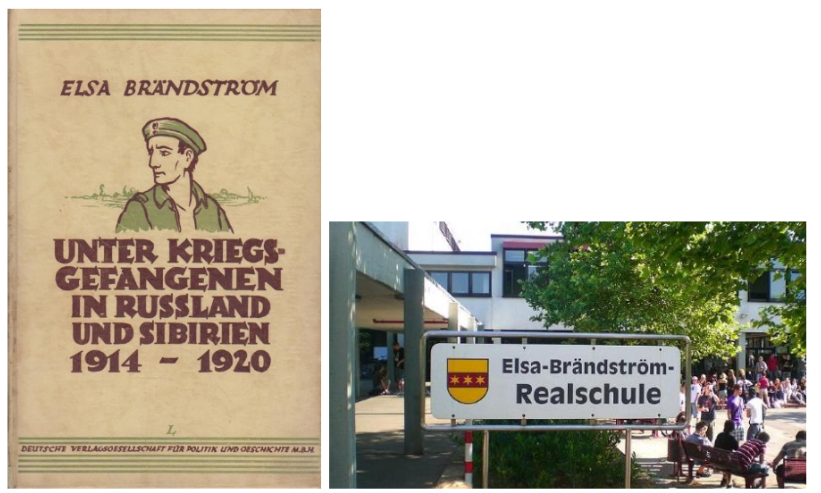 ELSA BRÄNDSTRÖM
UNTER KRIEGS-
GEFANGENEN
IN RUSSLAND
UND SIBIRIEN
1914 - 1920
L
DEUTSCHE VERLAGSGESELLSCHAFT FÜR POLITIK UND GESCHICHTE M.B.H.
Elsa-Brändström-
Realschule